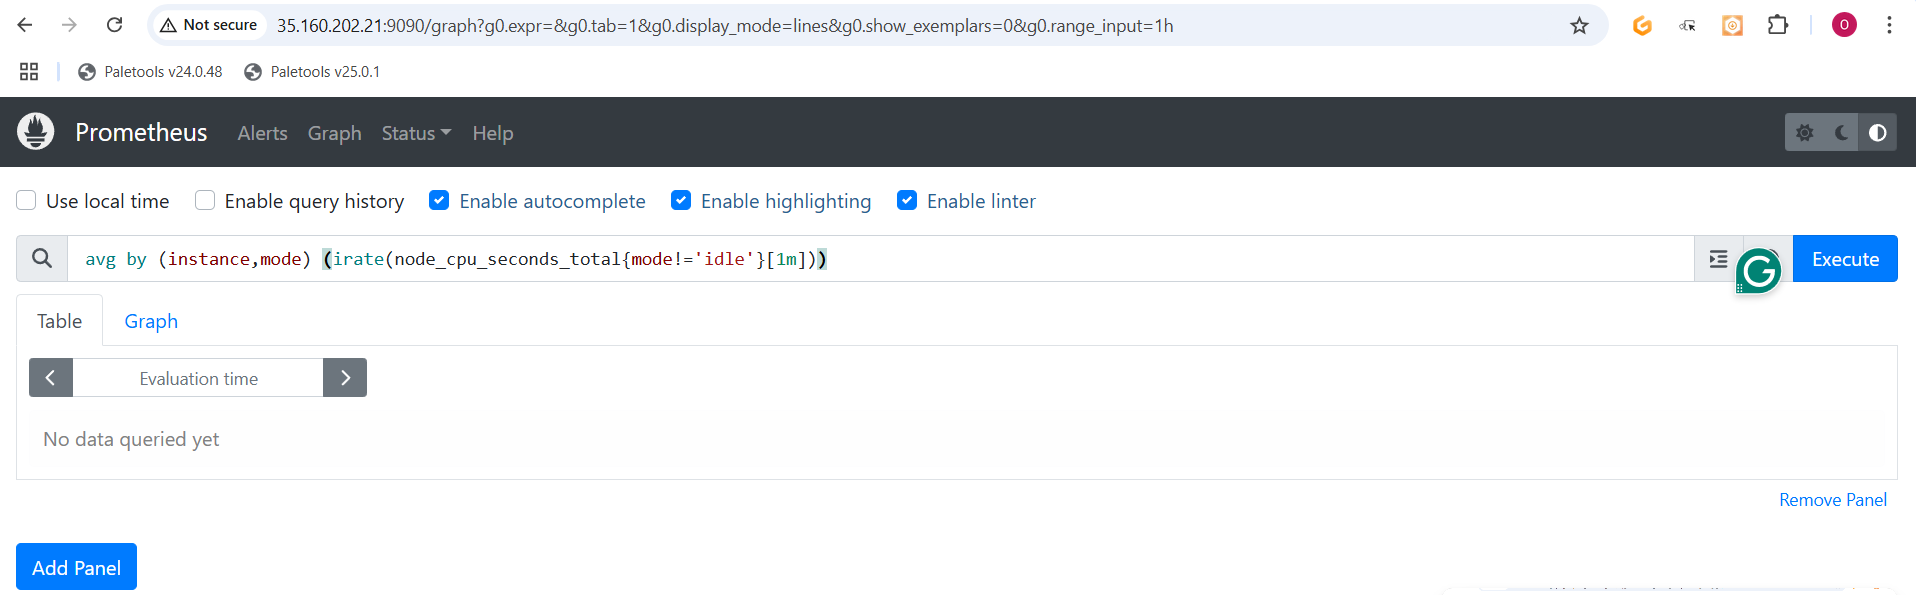 Not secure 35.160.202.21:9090/graph?g0.expr=&g0.tab=1&g0.display_mode=lines&g0.show_exemplars=0&g0.range_input=1h O
Paletools v24.0.48 Paletools v25.0.1
Prometheus Alerts Graph Status Help
Use local time Enable query history Enable autocomplete Enable highlighting Enable linter
avg by (instance,mode) (irate(node_cpu_seconds_total{mode!='idle'}[1m])) G Execute
Table Graph
Evaluation time
No data queried yet
Remove Panel
Add Panel